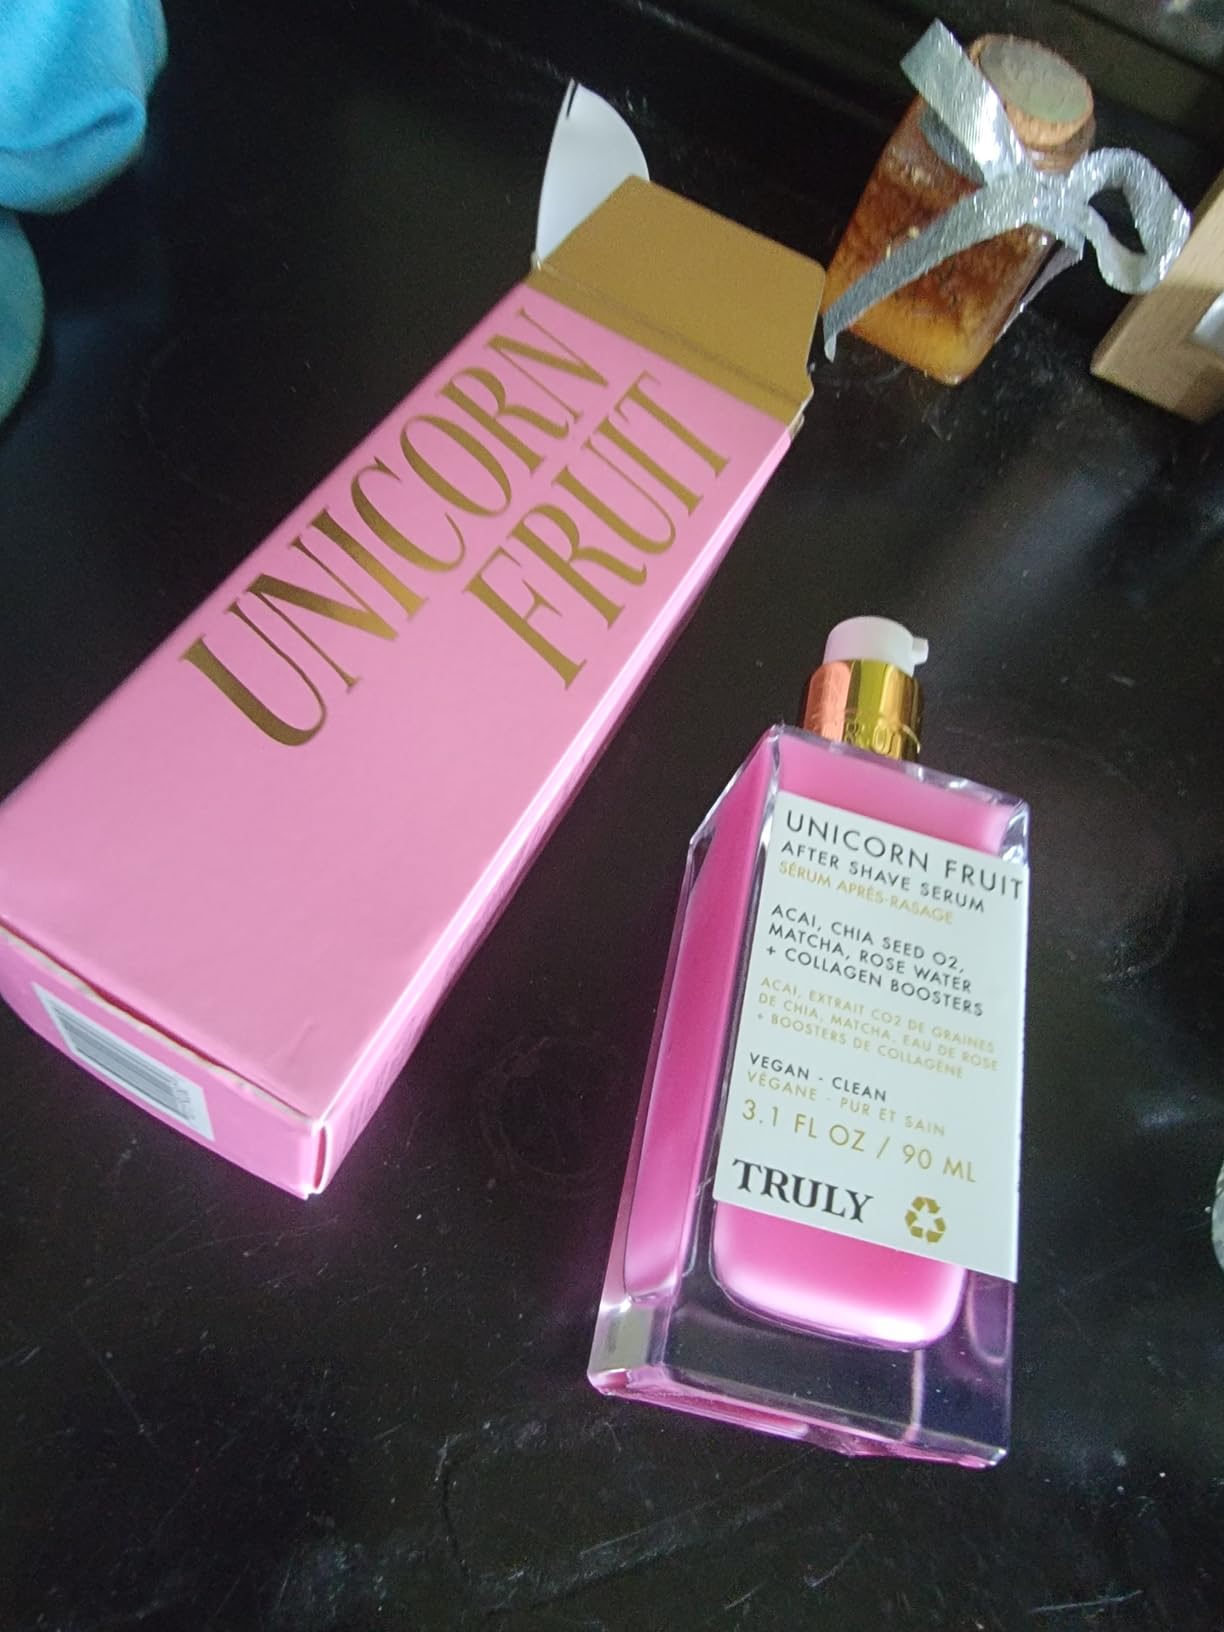 UNICORN
FRUIT
UNICORN FRUIT
AFTER SHAVE SERUM
SÉRUM APRÈS-RASAGE
ACAI, CHIA SEED O2,
MATCHA, ROSE WATER
+ COLLAGEN BOOSTERS
ACAI, EXTRAIT CO2 DE GRAINES
DE CHIA, MATCHA, EAU DE ROSE
+ BOOSTERS DE COLLAGÈNE
VEGAN - CLEAN
VÉGANE - PUR ET SAIN
3.1 FL OZ / 90 ML
TRULY